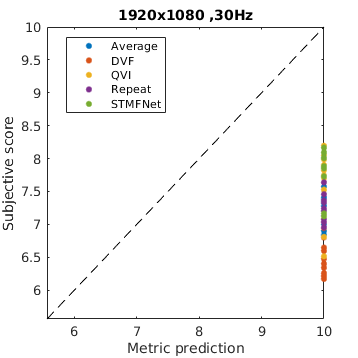 1920x1080 ,30Hz
Subjective score
10
9.5
9
8.5
8
7.5
7
6.5
6
Average
DVF
QVI
Repeat
STMFNet
6 7 8 9 10
Metric prediction